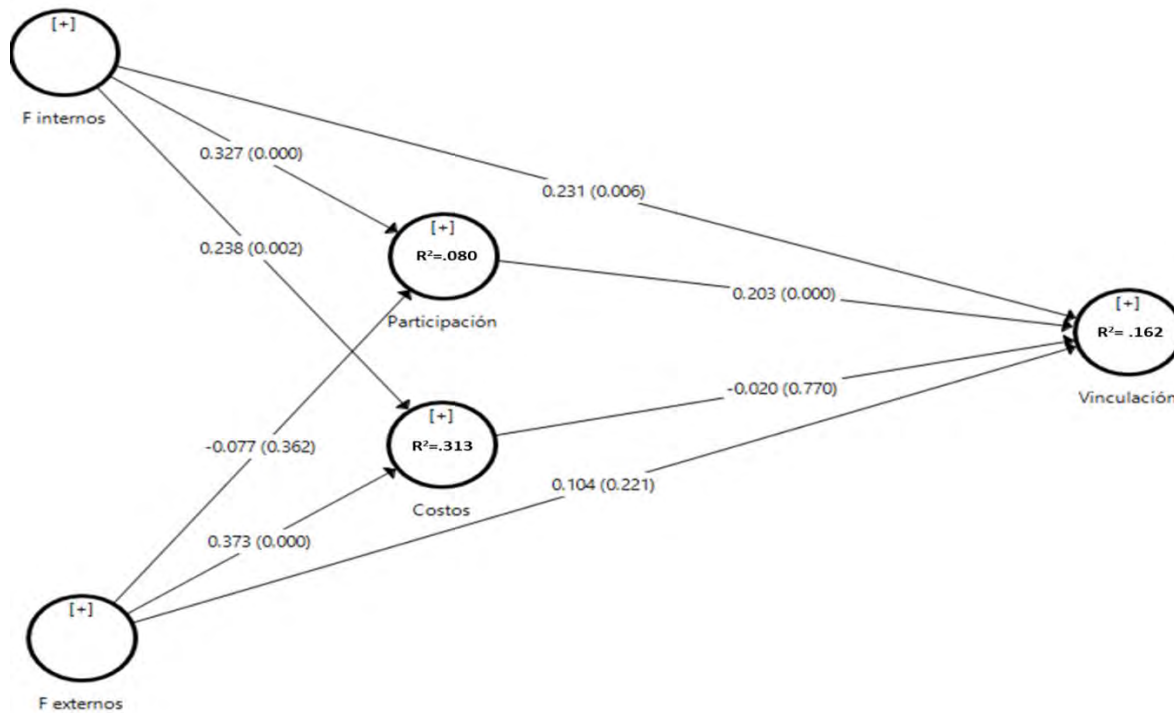 [+]
F internos
0.327 (0.000)
0.231 (0.006)
0.238 (0.002)
[+]
R²=.080
Participación
0.203 (0.000)
[+]
R²= .162
Vinculación
-0.020 (0.770)
[+]
R²=.313
Costos
-0.077 (0.362)
0.104 (0.221)
0.373 (0.000)
[+]
F externos